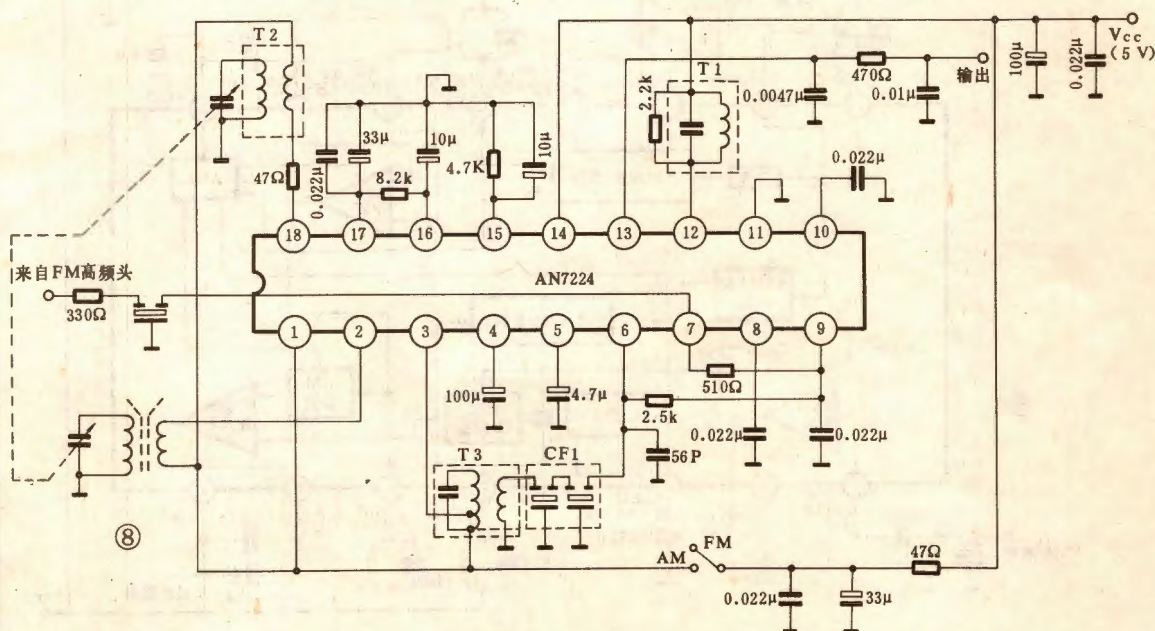 T2
47Ω
0.022μ
33μ
8.2k
10μ
4.7K
10μ
2.2k
T1
0.0047μ
470Ω
0.01μ
输出
100μ
0.022μ
Vcc
(5V)
0.022μ
18
17
16
15
14
13
12
11
10
AN7224
来自FM高频头
330Ω
1
2
3
4
5
6
7
8
9
510Ω
100μ
4.7μ
2.5k
0.022μ
0.022μ
56P
T3
CF1
⑧
FM
AM
47Ω
0.022μ
33μ